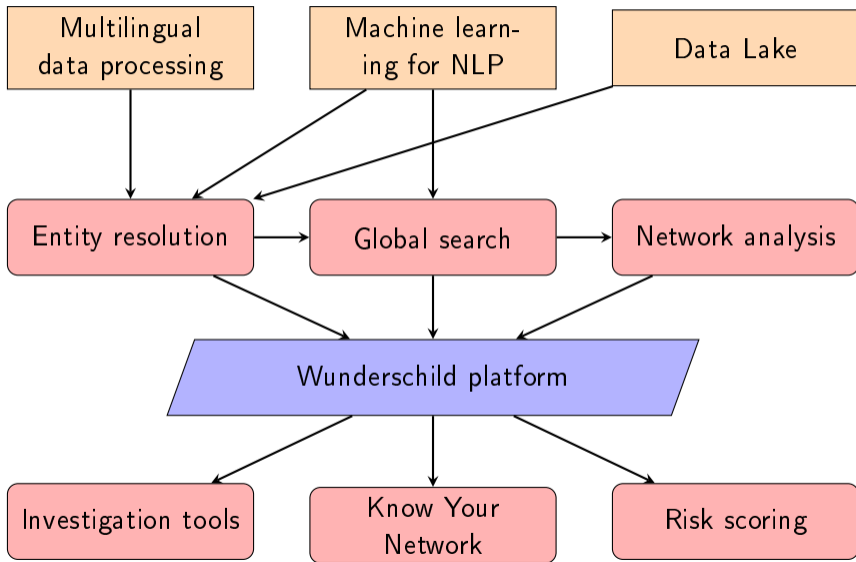 Multilingual
data processing
Machine learn-
ing for NLP
Data Lake
Entity resolution
Global search
Network analysis
Wunderschild platform
Investigation tools
Know Your
Network
Risk scoring